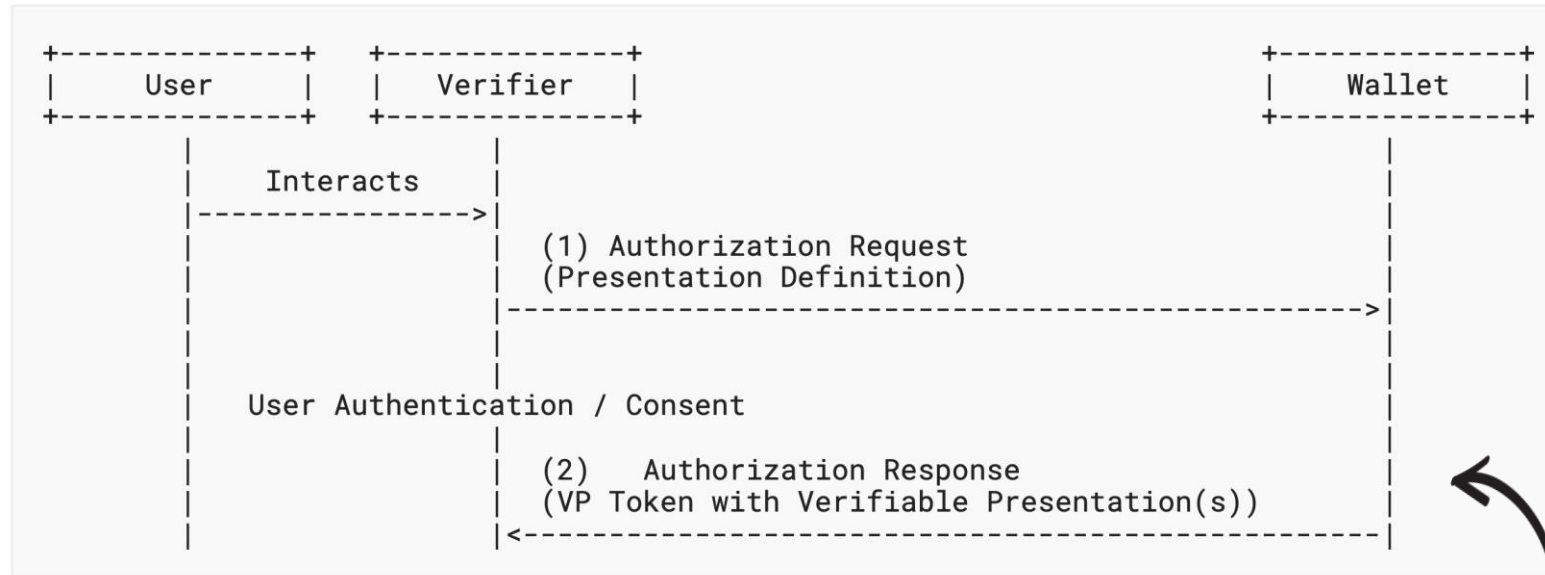 User Verifier Wallet
Interacts
(1) Authorization Request
(Presentation Definition)
User Authentication / Consent
(2) Authorization Response
(VP Token with Verifiable Presentation(s))